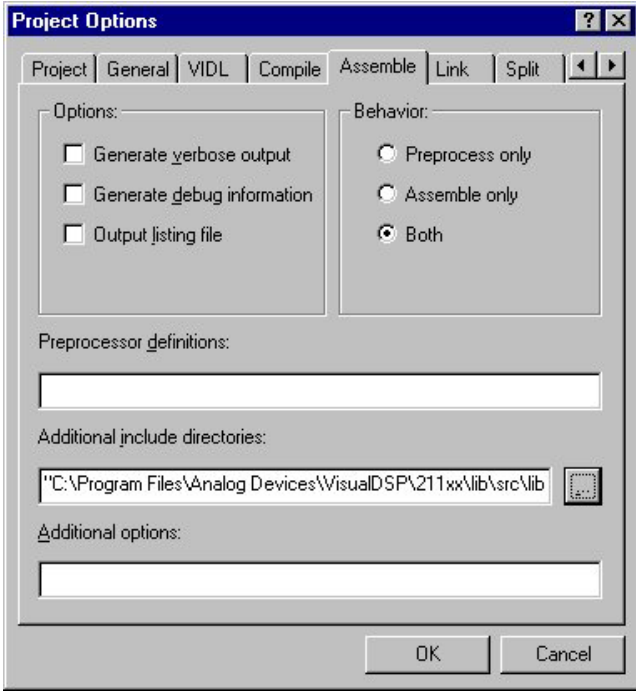 Project Options
Project General VIDL Compile Assemble Link Split
Options:
Generate verbose output
Generate debug information
Output listing file
Behavior:
Preprocess only
Assemble only
Both
Preprocessor definitions:
Additional include directories:
"C:\Program Files\Analog Devices\VisualDSP\211xx\lib\src\lib ...
Additional options:
OK Cancel